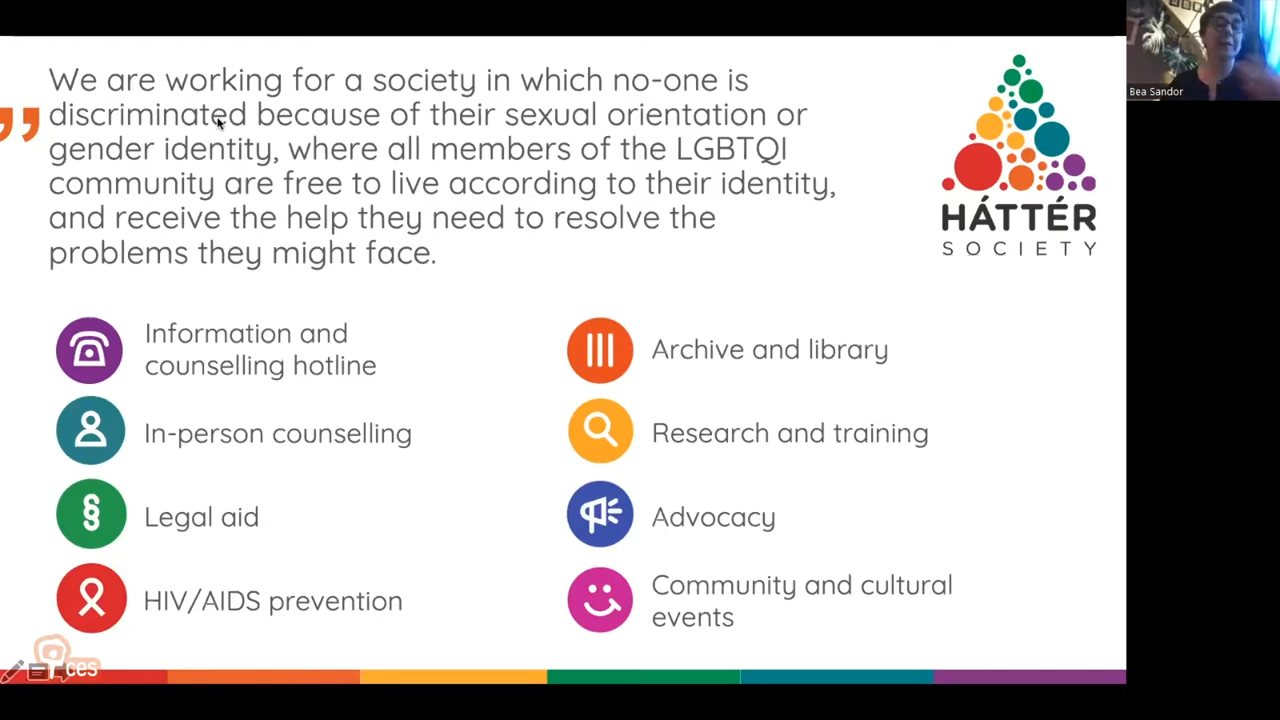 We are working for a society in which no-one is
discriminated because of their sexual orientation or
gender identity, where all members of the LGBTQI
community are free to live according to their identity,
and receive the help they need to resolve the
problems they might face.
HÁTTÉR
SOCIETY
Bea Sandor
Information and
counselling hotline
In-person counselling
Legal aid
HIV/AIDS prevention
Archive and library
Research and training
Advocacy
Community and cultural
events